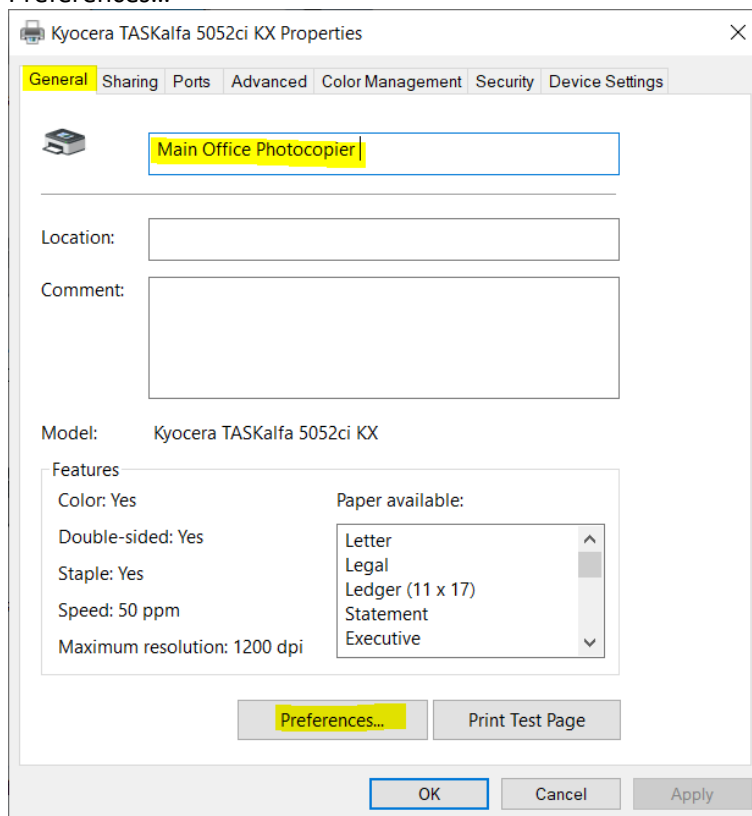 Preferences...
Kyocera TASKalfa 5052ci KX Properties
General Sharing Ports Advanced Color Management Security Device Settings
Main Office Photocopier
Location:
Comment:
Model: Kyocera TASKalfa 5052ci KX
Features
Color: Yes
Double-sided: Yes
Staple: Yes
Speed: 50 ppm
Maximum resolution: 1200 dpi
Paper available:
Letter
Legal
Ledger (11 x 17)
Statement
Executive
Preferences... Print Test Page
OK Cancel Apply